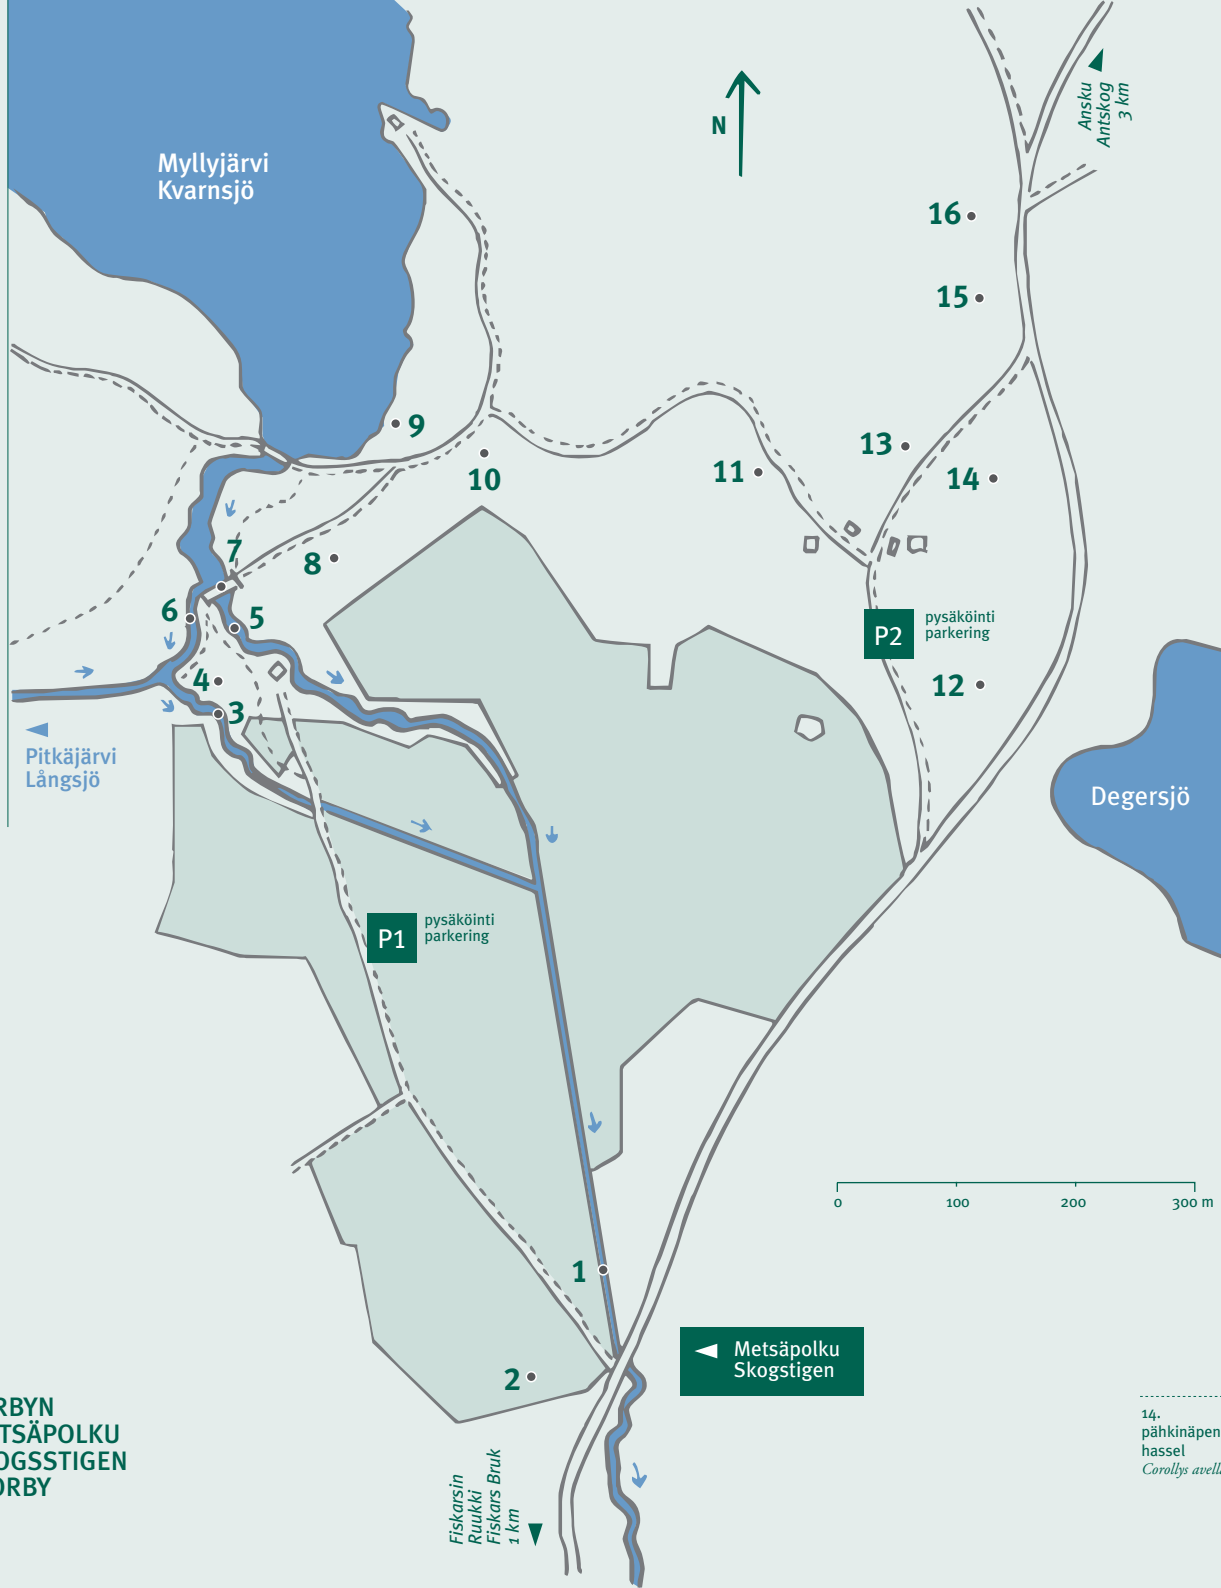 Ansku
Antskog
3 km
N
Myllyjärvi
Kvarnsjö
16
15
9
13
10
11
14
7
8
6
5
P2
pysäköinti
parkering
4
12
3
Pitkäjärvi
Långsjö
Degersjö
P1
pysäköinti
parkering
0 100 200 300 m
1
Metsäpolku
Skogstigen
2
RBYN
TSÄPOLKU
OGSSTIGEN
ORBY
14.
pähkinäpen
hassel
Corollys avell
Fiskarsin
Ruukki
Fiskars Bruk
1 km